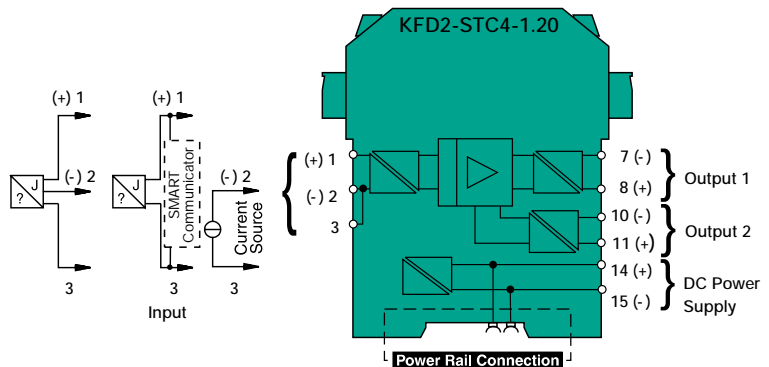 KFD2-STC4-1.20
(+) 1
(-) 2
3
J
?
(+) 1
3
J
?
SMART
Communicator
(-) 2
3
Current
Source
Input
(+) 1
(-) 2
3
7 (-)
8 (+)
Output 1
10 (-)
11 (+)
Output 2
14 (+)
15 (-)
DC Power
Supply
Power Rail Connection